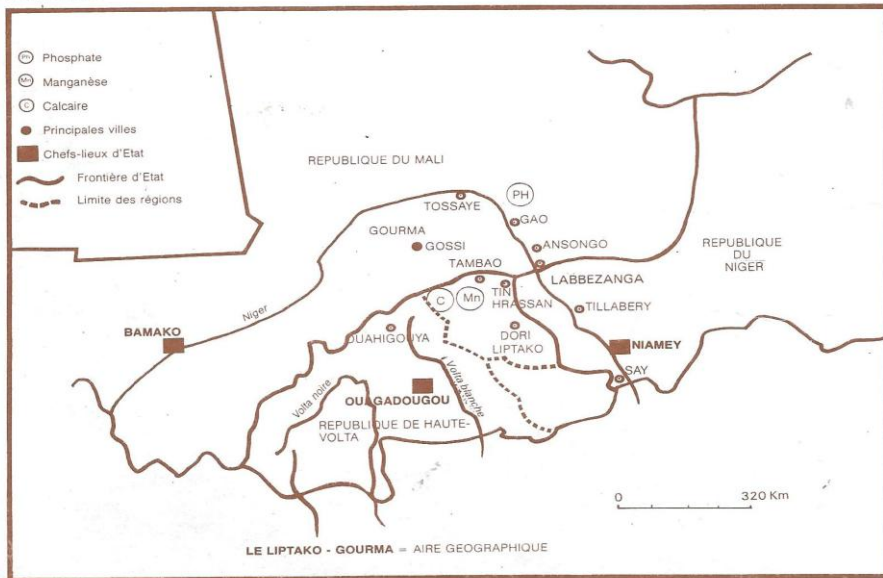 Ph Phosphate
Mn Manganèse
C Calcaire
Principales villes
Chefs-lieux d'Etat
Frontière d'Etat
Limite des régions
REPUBLIQUE DU MALI
TOSSAYE
PH
GAO
GOURMA
GOSSI
ANSONGO
REPUBLIQUE
DU
NIGER
TAMBAO
LABBEZANGA
C
Mn
TIN
HRASSAN
TILLABERY
Niger
BAMAKO
OUAHIGOUYA
DORI
LIPTAKO
NIAMEY
SAY
Volta noire
Volta blanche
OUAGADOUGOU
REPUBLIQUE DE HAUTE-
VOLTA
0 320 Km
LE LIPTAKO - GOURMA = AIRE GEOGRAPHIQUE